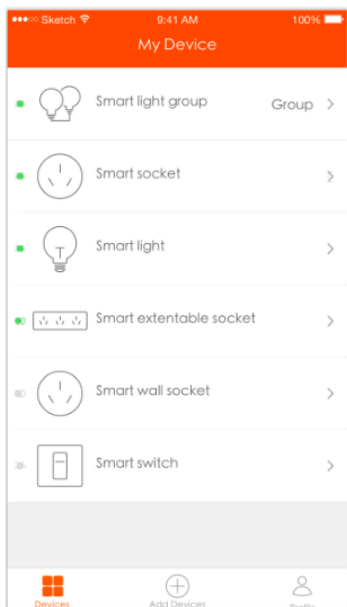 Sketch 9:41 AM 100%
My Device
Smart light group Group
Smart socket
Smart light
Smart extentable socket
Smart wall socket
Smart switch
Devices Add Devices Profile